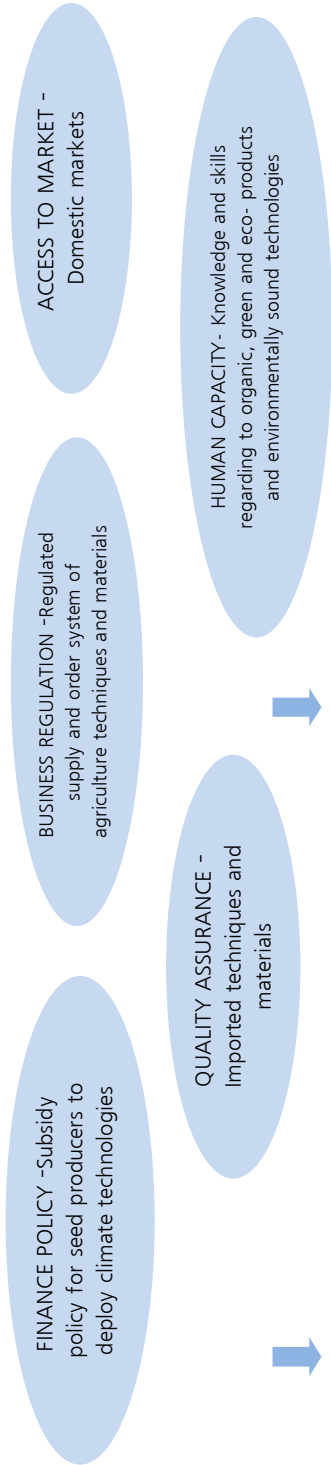 FINANCE POLICY -Subsidy
policy for seed producers to
deploy climate technologies
BUSINESS REGULATION -Regulated
supply and order system of
agriculture techniques and materials
ACCESS TO MARKET -
Domestic markets
QUALITY ASSURANCE -
Imported techniques and
materials
HUMAN CAPACITY- Knowledge and skills
regarding to organic, green and eco- products
and environmentally sound technologies